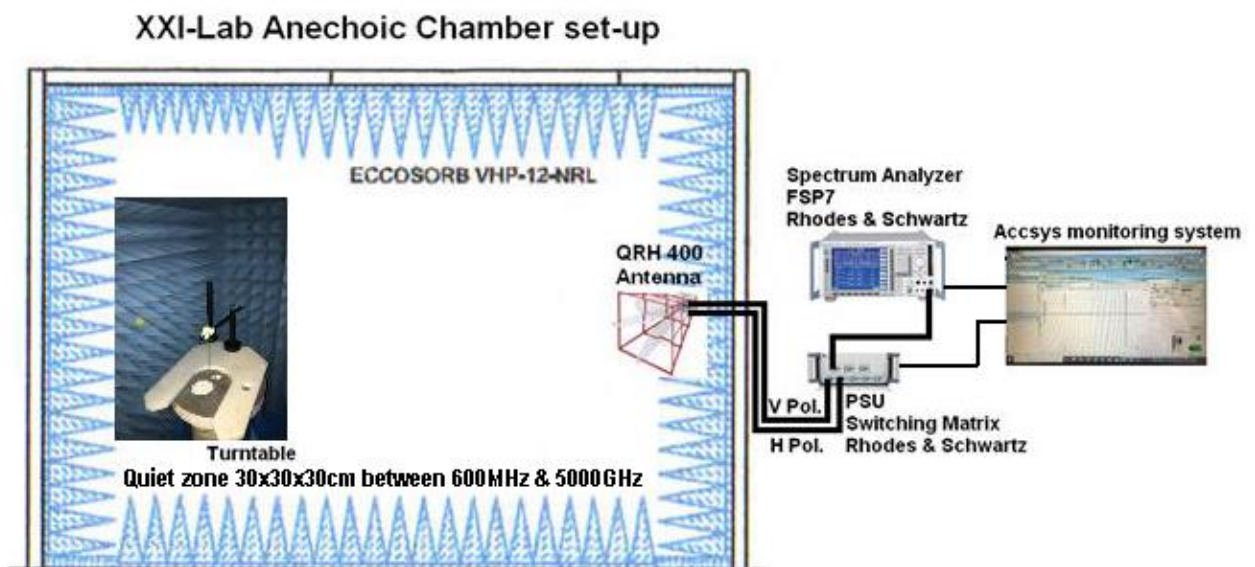 XXI-Lab Anechoic Chamber set-up
ECCOSORB VHP-12-NRL
QRH 400
Antenna
Turntable
Quiet zone 30x30x30cm between 600MHz & 5000GHz
Spectrum Analyzer
FSP7
Rhodes & Schwartz
Accsys monitoring system
V Pol.
H Pol.
PSU
Switching Matrix
Rhodes & Schwartz